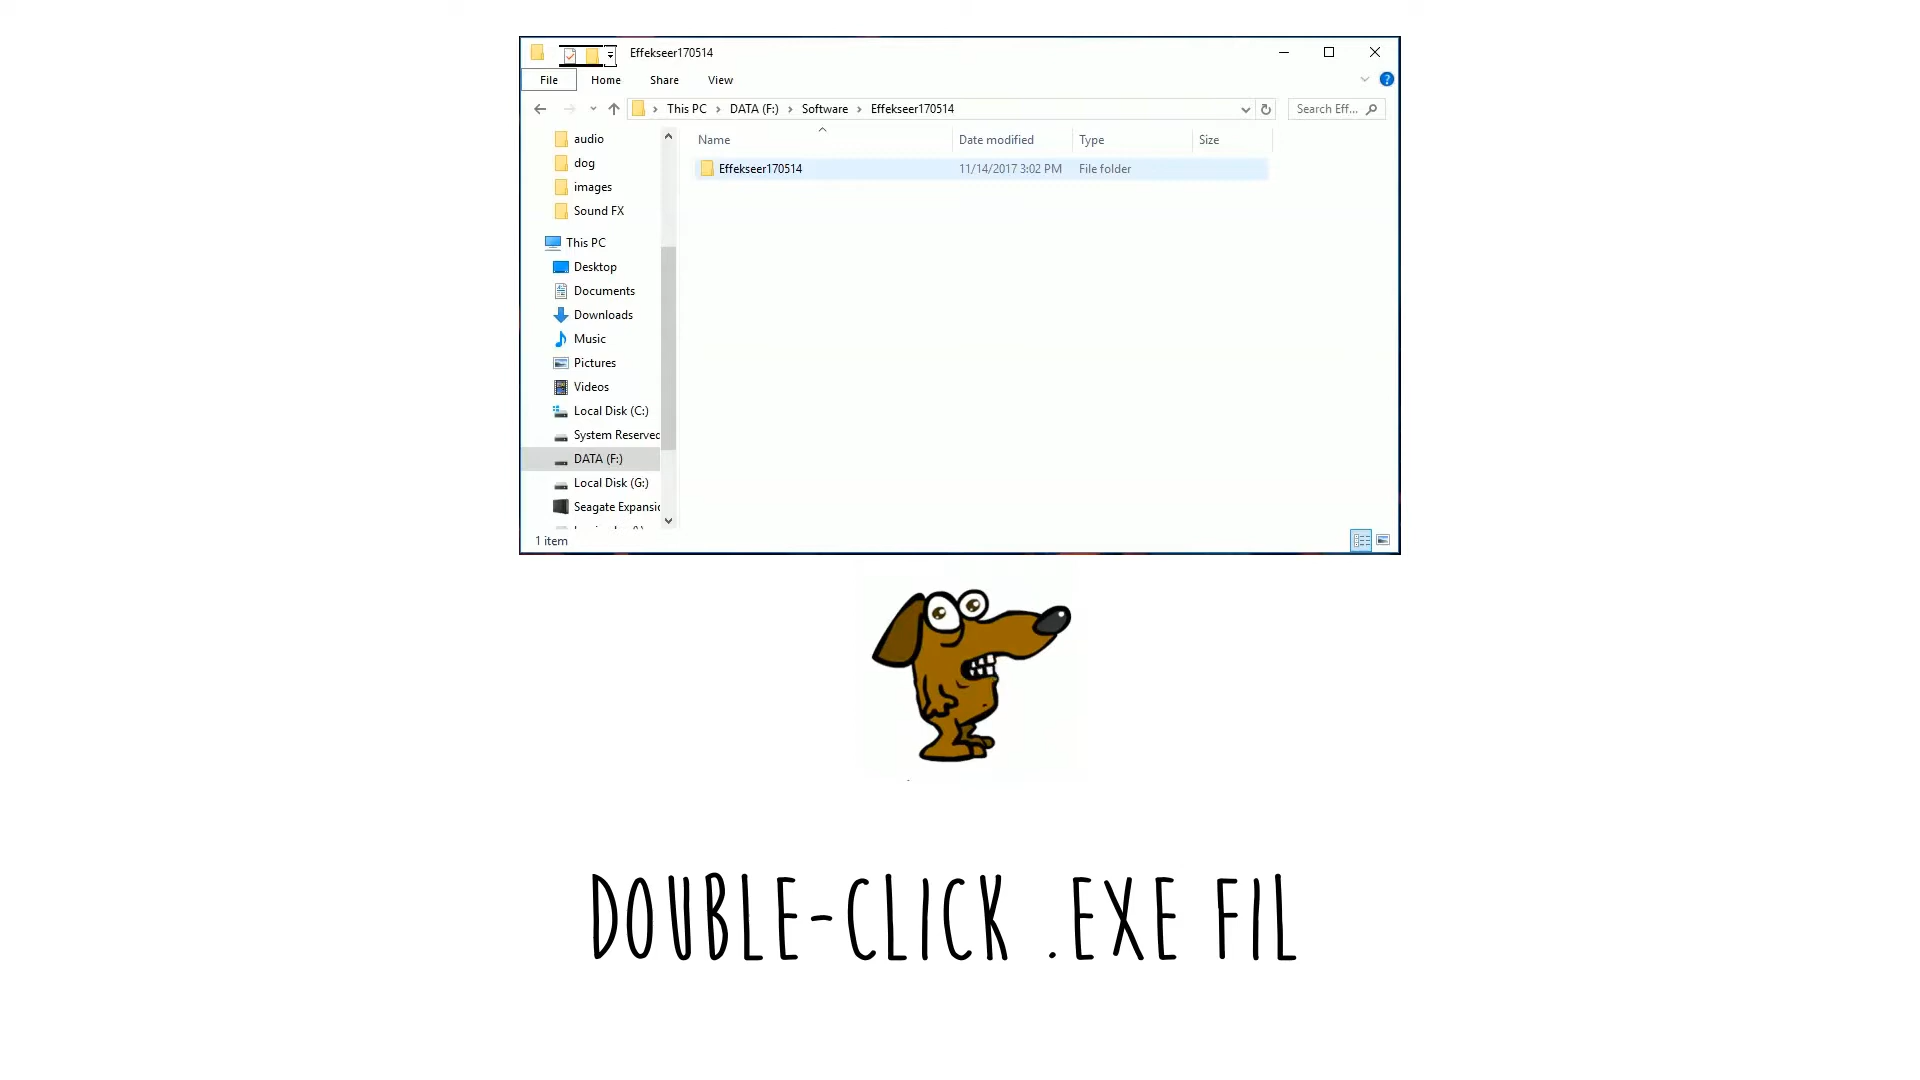 Effekseer170514
File Home Share View
This PC DATA (F:) Software Effekseer170514 Search Eff...
Name Date modified Type Size
Effekseer170514 11/14/2017 3:02 PM File folder
audio
dog
images
Sound FX
This PC
Desktop
Documents
Downloads
Music
Pictures
Videos
Local Disk (C:)
System Reserved
DATA (F:)
Local Disk (G:)
Seagate Expansi
1 item
DOUBLE-CLICK .EXE FIL